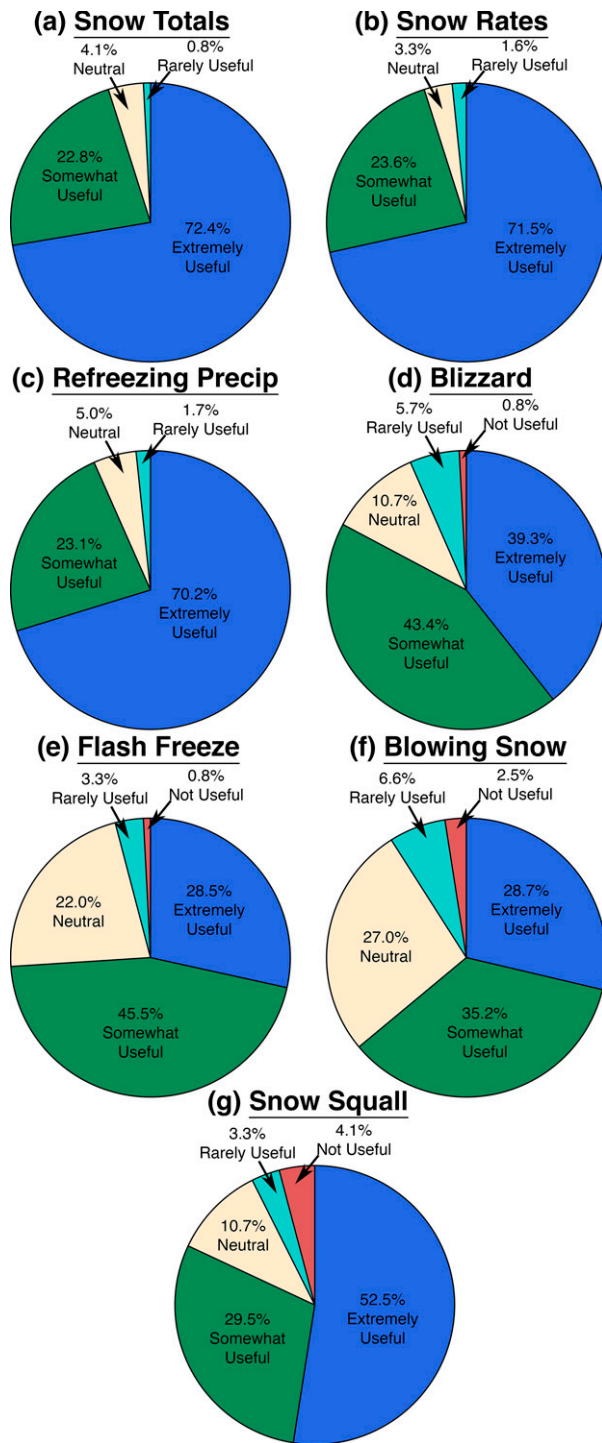 (a) Snow Totals
4.1%
Neutral
0.8%
Rarely Useful
22.8%
Somewhat
Useful
72.4%
Extremely
Useful
(b) Snow Rates
3.3%
Neutral
1.6%
Rarely Useful
23.6%
Somewhat
Useful
71.5%
Extremely
Useful
(c) Refreezing Precip
5.0%
Neutral
1.7%
Rarely Useful
23.1%
Somewhat
Useful
70.2%
Extremely
Useful
(d) Blizzard
5.7%
Rarely Useful
0.8%
Not Useful
10.7%
Neutral
39.3%
Extremely
Useful
43.4%
Somewhat
Useful
(e) Flash Freeze
3.3%
Rarely Useful
0.8%
Not Useful
22.0%
Neutral
28.5%
Extremely
Useful
45.5%
Somewhat
Useful
(f) Blowing Snow
6.6%
Rarely Useful
2.5%
Not Useful
27.0%
Neutral
28.7%
Extremely
Useful
35.2%
Somewhat
Useful
(g) Snow Squall
3.3%
Rarely Useful
4.1%
Not Useful
10.7%
Neutral
29.5%
Somewhat
Useful
52.5%
Extremely
Useful